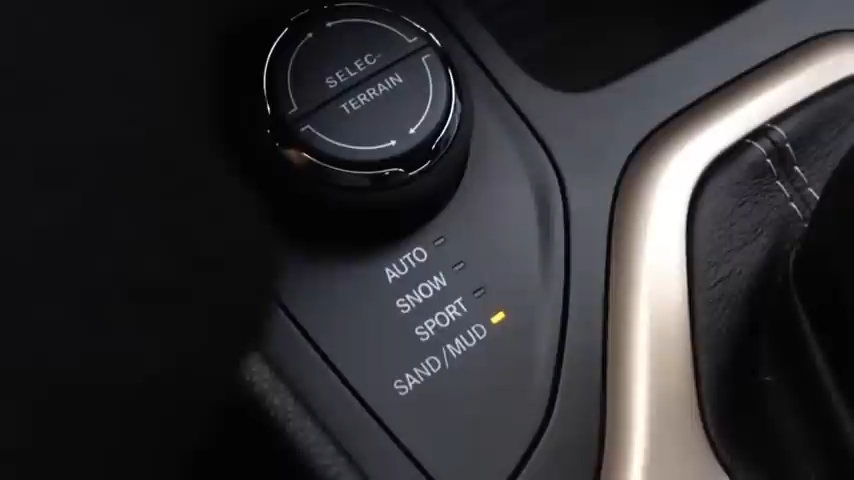 SELEC-
TERRAIN
AUTO
SNOW
SPORT
SAND/MUD